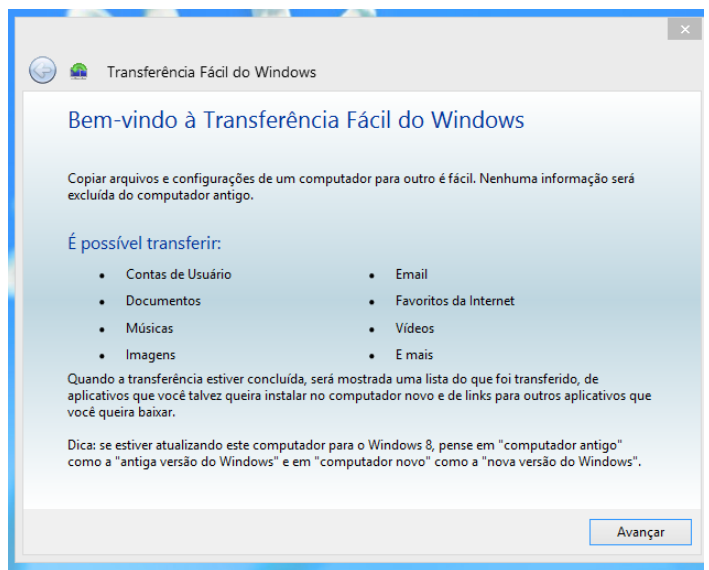 Transferência Fácil do Windows
Bem-vindo à Transferência Fácil do Windows
Copiar arquivos e configurações de um computador para outro é fácil. Nenhuma informação será
excluída do computador antigo.
É possível transferir:
• Contas de Usuário
• Email
• Documentos
• Favoritos da Internet
• Músicas
• Vídeos
• Imagens
• E mais
Quando a transferência estiver concluída, será mostrada uma lista do que foi transferido, de
aplicativos que você talvez queira instalar no computador novo e de links para outros aplicativos que
você queira baixar.
Dica: se estiver atualizando este computador para o Windows 8, pense em "computador antigo"
como a "antiga versão do Windows" e em "computador novo" como a "nova versão do Windows".
Avançar